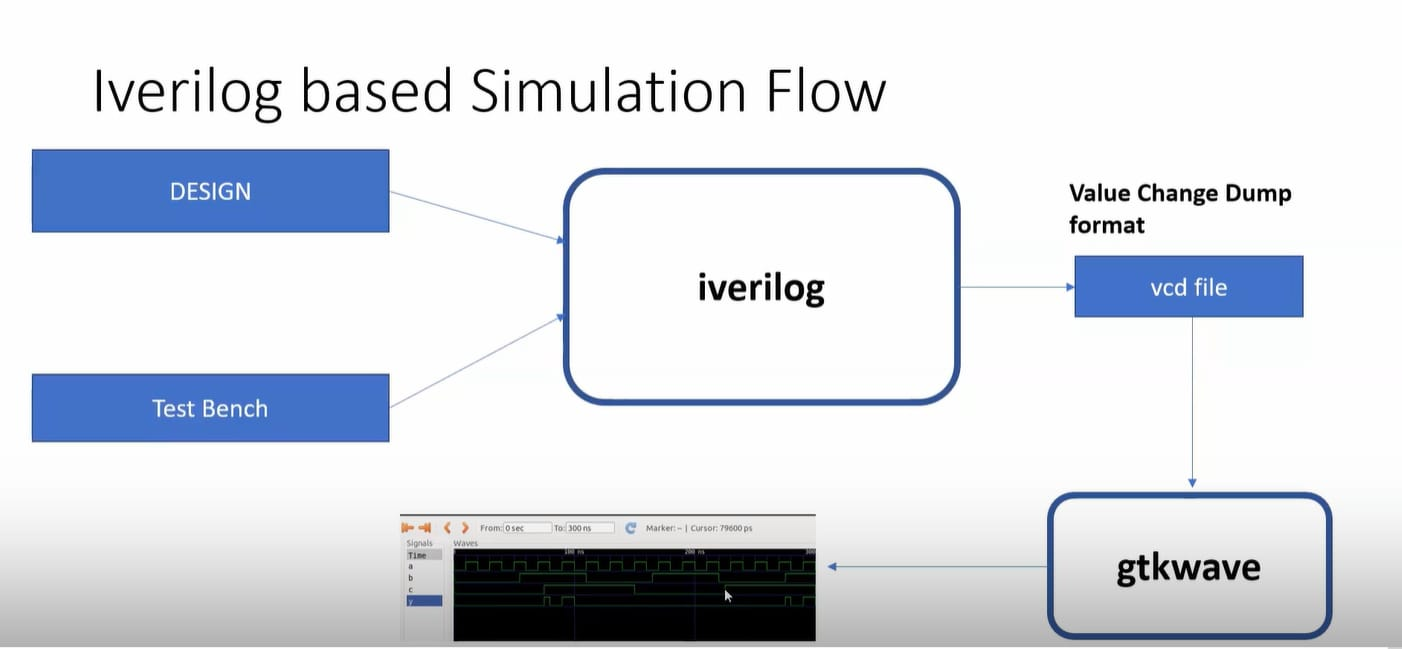 Iverilog based Simulation Flow
DESIGN
Test Bench
iverilog
Value Change Dump
format
vcd file
gtkwave
From: 0 sec To: 300 ns Marker: -- | Cursor: 79600 ps
Signals Waves
Time
100 ns 200 ns 300
a
b
c
y